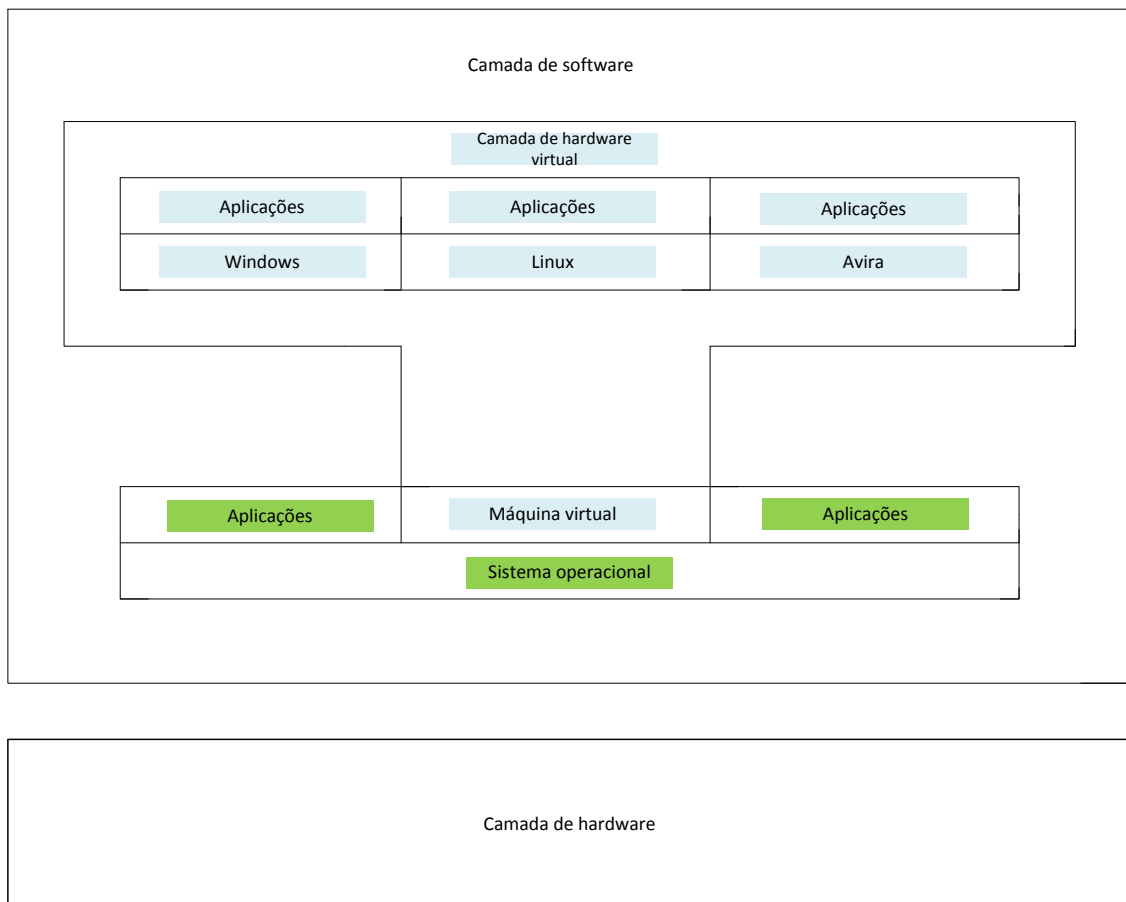 Camada de software
Camada de hardware
virtual
Aplicações
Aplicações
Aplicações
Windows
Linux
Avira
Aplicações
Máquina virtual
Aplicações
Sistema operacional
Camada de hardware